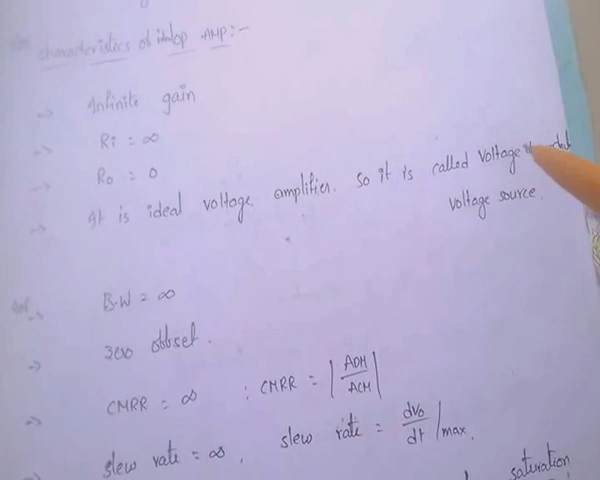 characteristics of ideal op AMP:-
→ Infinite gain
→ Ri = ∞
→ Ro = 0
→ It is ideal voltage amplifier. So it is called voltage
voltage source.
→ B.W = ∞
→ zero offset.
→ CMRR = ∞ ; CMRR = |ADM/ACM|
→ slew rate = ∞, slew rate = dVo/dt /max.
saturation